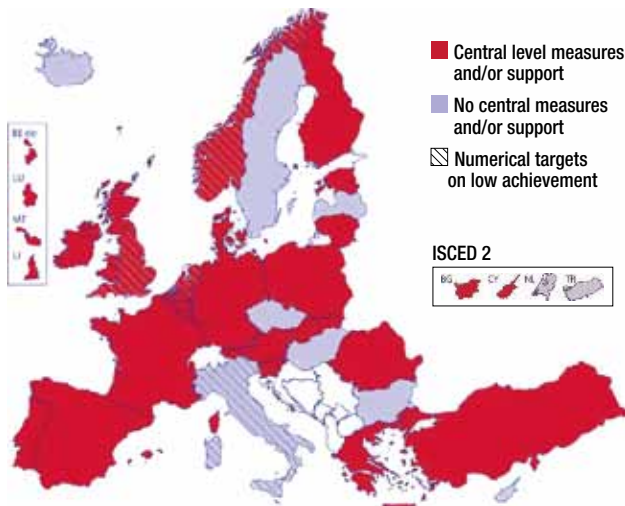 Central level measures
and/or support
No central measures
and/or support
Numerical targets
on low achievement
BE de
LU
MT
LI
ISCED 2
BG CY NL TR